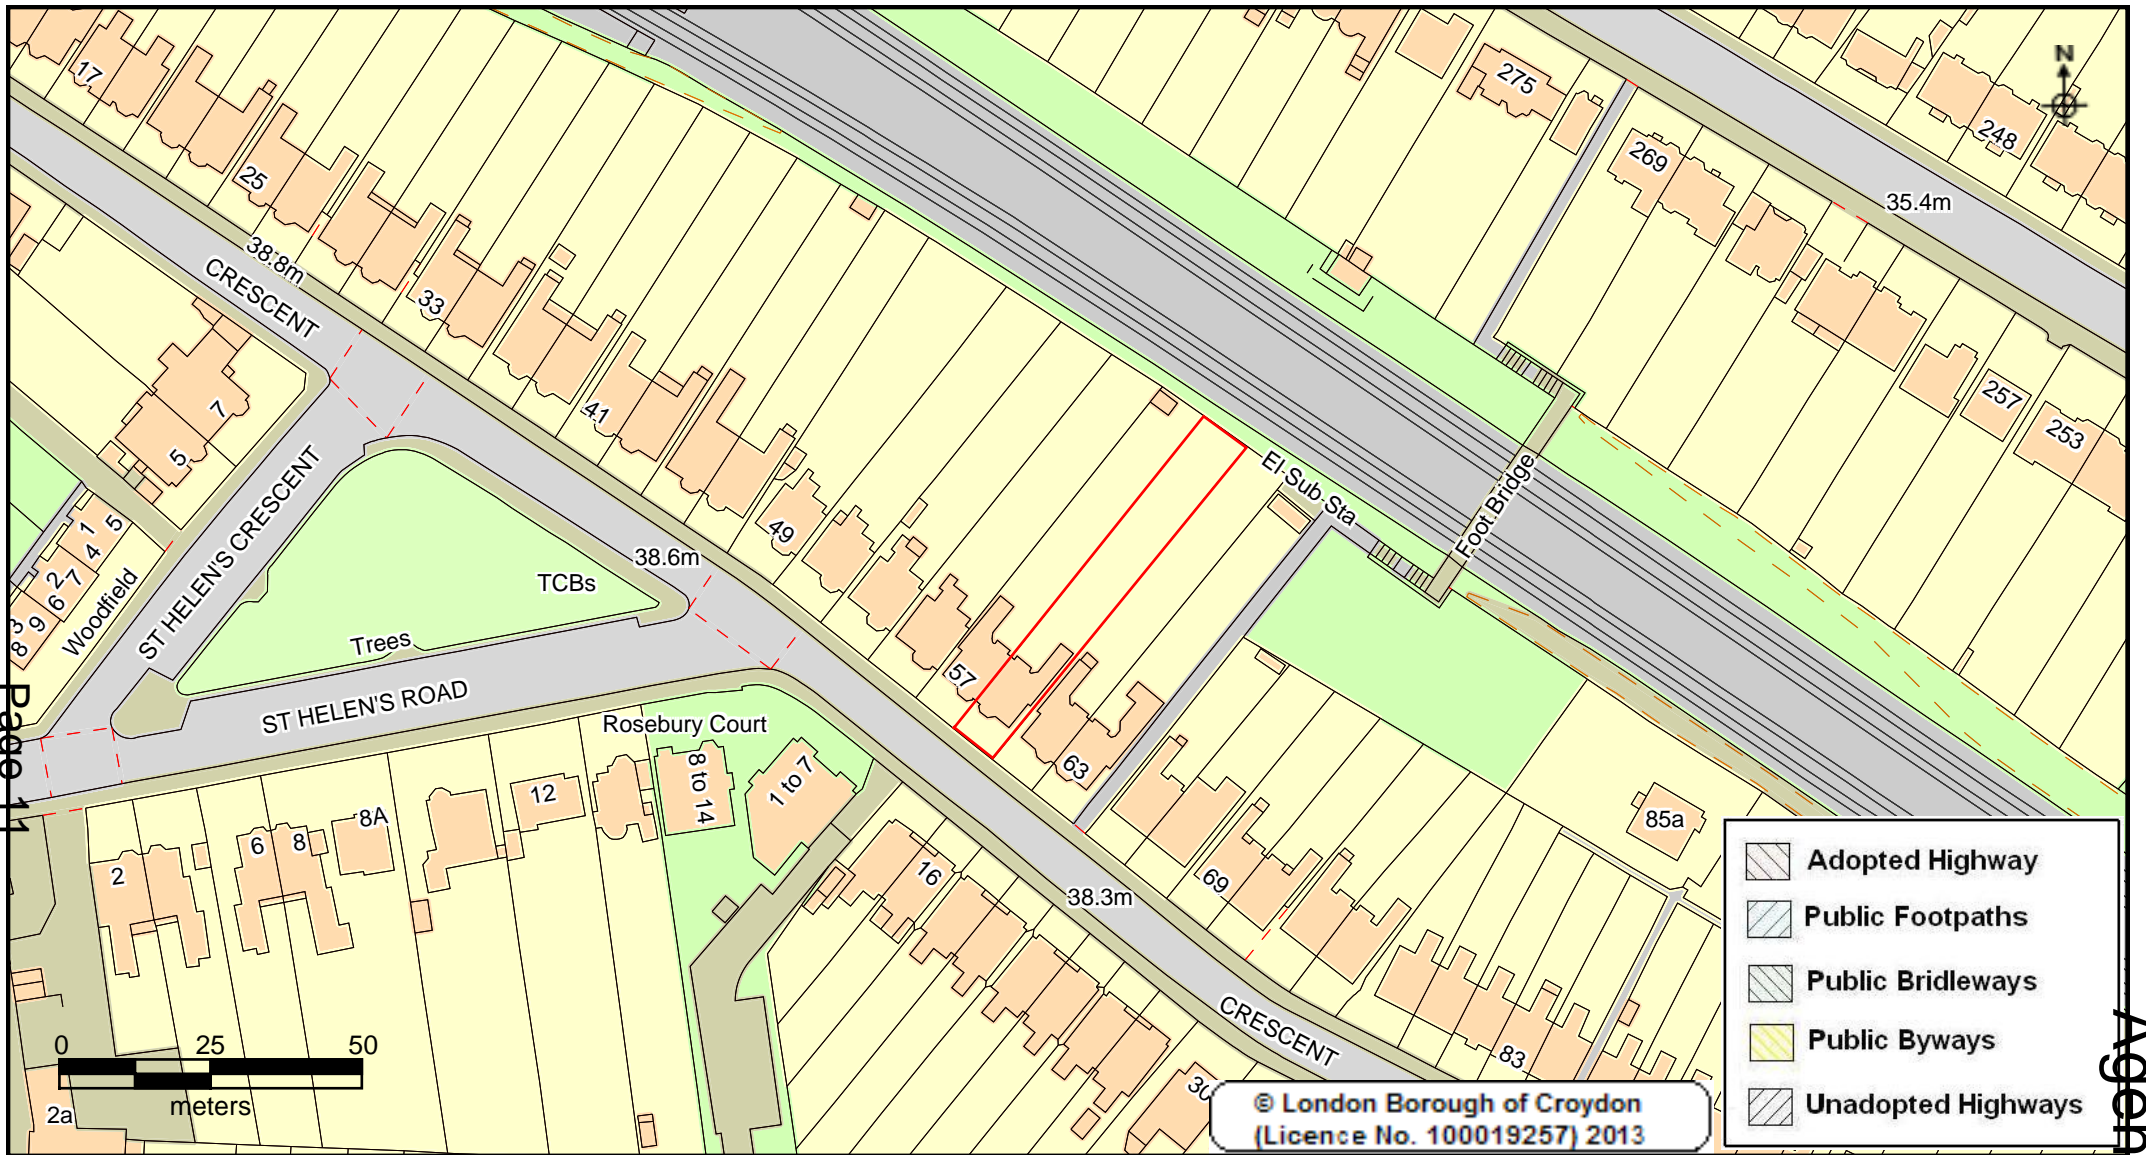 17
25
38.8m
CRESCENT
33
41
7
5
ST HELEN'S CRESCENT
1
5
4
2
7
6
3
9
8
Woodfield
TCBs
Trees
ST HELEN'S ROAD
38.6m
49
57
63
Rosebury Court
8 to 14
1 to 7
2
6
8
8A
12
16
2a
30
38.3m
69
83
85a
CRESCENT
El Sub Sta
Foot Bridge
275
269
248
35.4m
257
253
N
0 25 50
meters
Page 11
Agen
Adopted Highway
Public Footpaths
Public Bridleways
Public Byways
Unadopted Highways
© London Borough of Croydon
(Licence No. 100019257) 2013